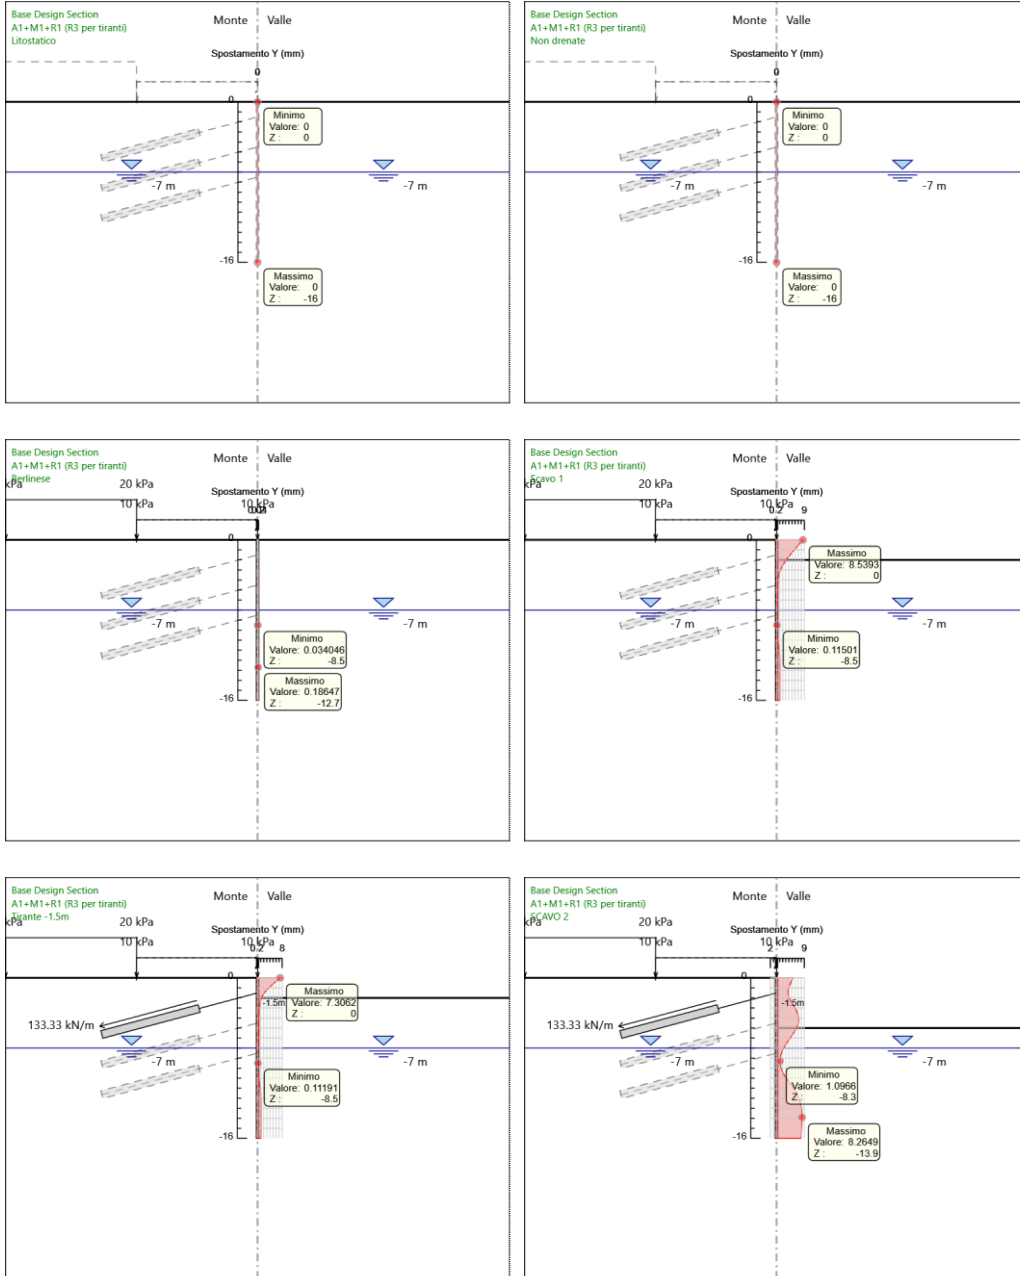 Base Design Section
A1+M1+R1 (R3 per tiranti)
Litostatico
Monte
Valle
Spostamento Y (mm)
0
0
Minimo
Valore: 0
Z : 0
-7 m
-7 m
-16
Massimo
Valore: 0
Z : -16
Base Design Section
A1+M1+R1 (R3 per tiranti)
Non drenate
Monte
Valle
Spostamento Y (mm)
0
0
Minimo
Valore: 0
Z : 0
-7 m
-7 m
-16
Massimo
Valore: 0
Z : -16
Base Design Section
A1+M1+R1 (R3 per tiranti)
Berlinese
Monte
Valle
kPa
20 kPa
Spostamento Y (mm)
10 kPa
10 kPa
0
-7 m
-7 m
Minimo
Valore: 0.034046
Z : -8.5
Massimo
Valore: 0.18647
Z : -12.7
-16
Base Design Section
A1+M1+R1 (R3 per tiranti)
Scavo 1
Monte
Valle
kPa
20 kPa
Spostamento Y (mm)
10 kPa
10 kPa
0.2
9
0
Massimo
Valore: 8.5393
Z : 0
-7 m
-7 m
Minimo
Valore: 0.11501
Z : -8.5
-16
Base Design Section
A1+M1+R1 (R3 per tiranti)
Tirante -1.5m
Monte
Valle
kPa
20 kPa
Spostamento Y (mm)
10 kPa
10 kPa
0.2
8
0
Massimo
Valore: 7.3062
Z : 0
-1.5m
133.33 kN/m
-7 m
-7 m
Minimo
Valore: 0.11191
Z : -8.5
-16
Base Design Section
A1+M1+R1 (R3 per tiranti)
SCAVO 2
Monte
Valle
kPa
20 kPa
Spostamento Y (mm)
10 kPa
10 kPa
2
9
0
-1.5m
133.33 kN/m
-7 m
-7 m
Minimo
Valore: 1.0966
Z : -8.3
Massimo
Valore: 8.2649
Z : -13.9
-16